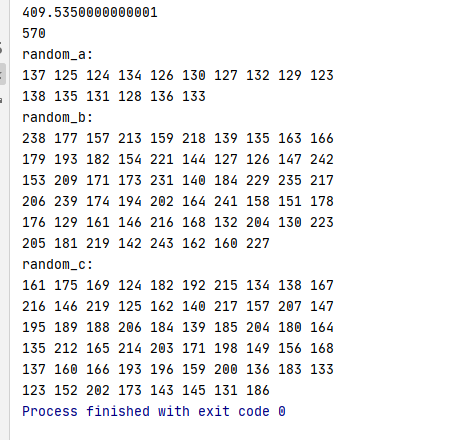 409.5350000000001
570
random_a:
137 125 124 134 126 130 127 132 129 123
138 135 131 128 136 133
random_b:
238 177 157 213 159 218 139 135 163 166
179 193 182 154 221 144 127 126 147 242
153 209 171 173 231 140 184 229 235 217
206 239 174 194 202 164 241 158 151 178
176 129 161 146 216 168 132 204 130 223
205 181 219 142 243 162 160 227
random_c:
161 175 169 124 182 192 215 134 138 167
216 146 219 125 162 140 217 157 207 147
195 189 188 206 184 139 185 204 180 164
135 212 165 214 203 171 198 149 156 168
137 160 166 193 196 159 200 136 183 133
123 152 202 173 143 145 131 186
Process finished with exit code 0